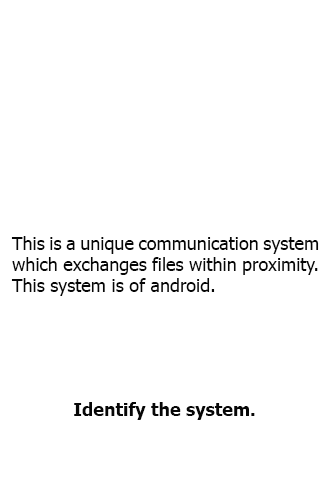 This is a unique communication system
which exchanges files within proximity.
This system is of android.
Identify the system.